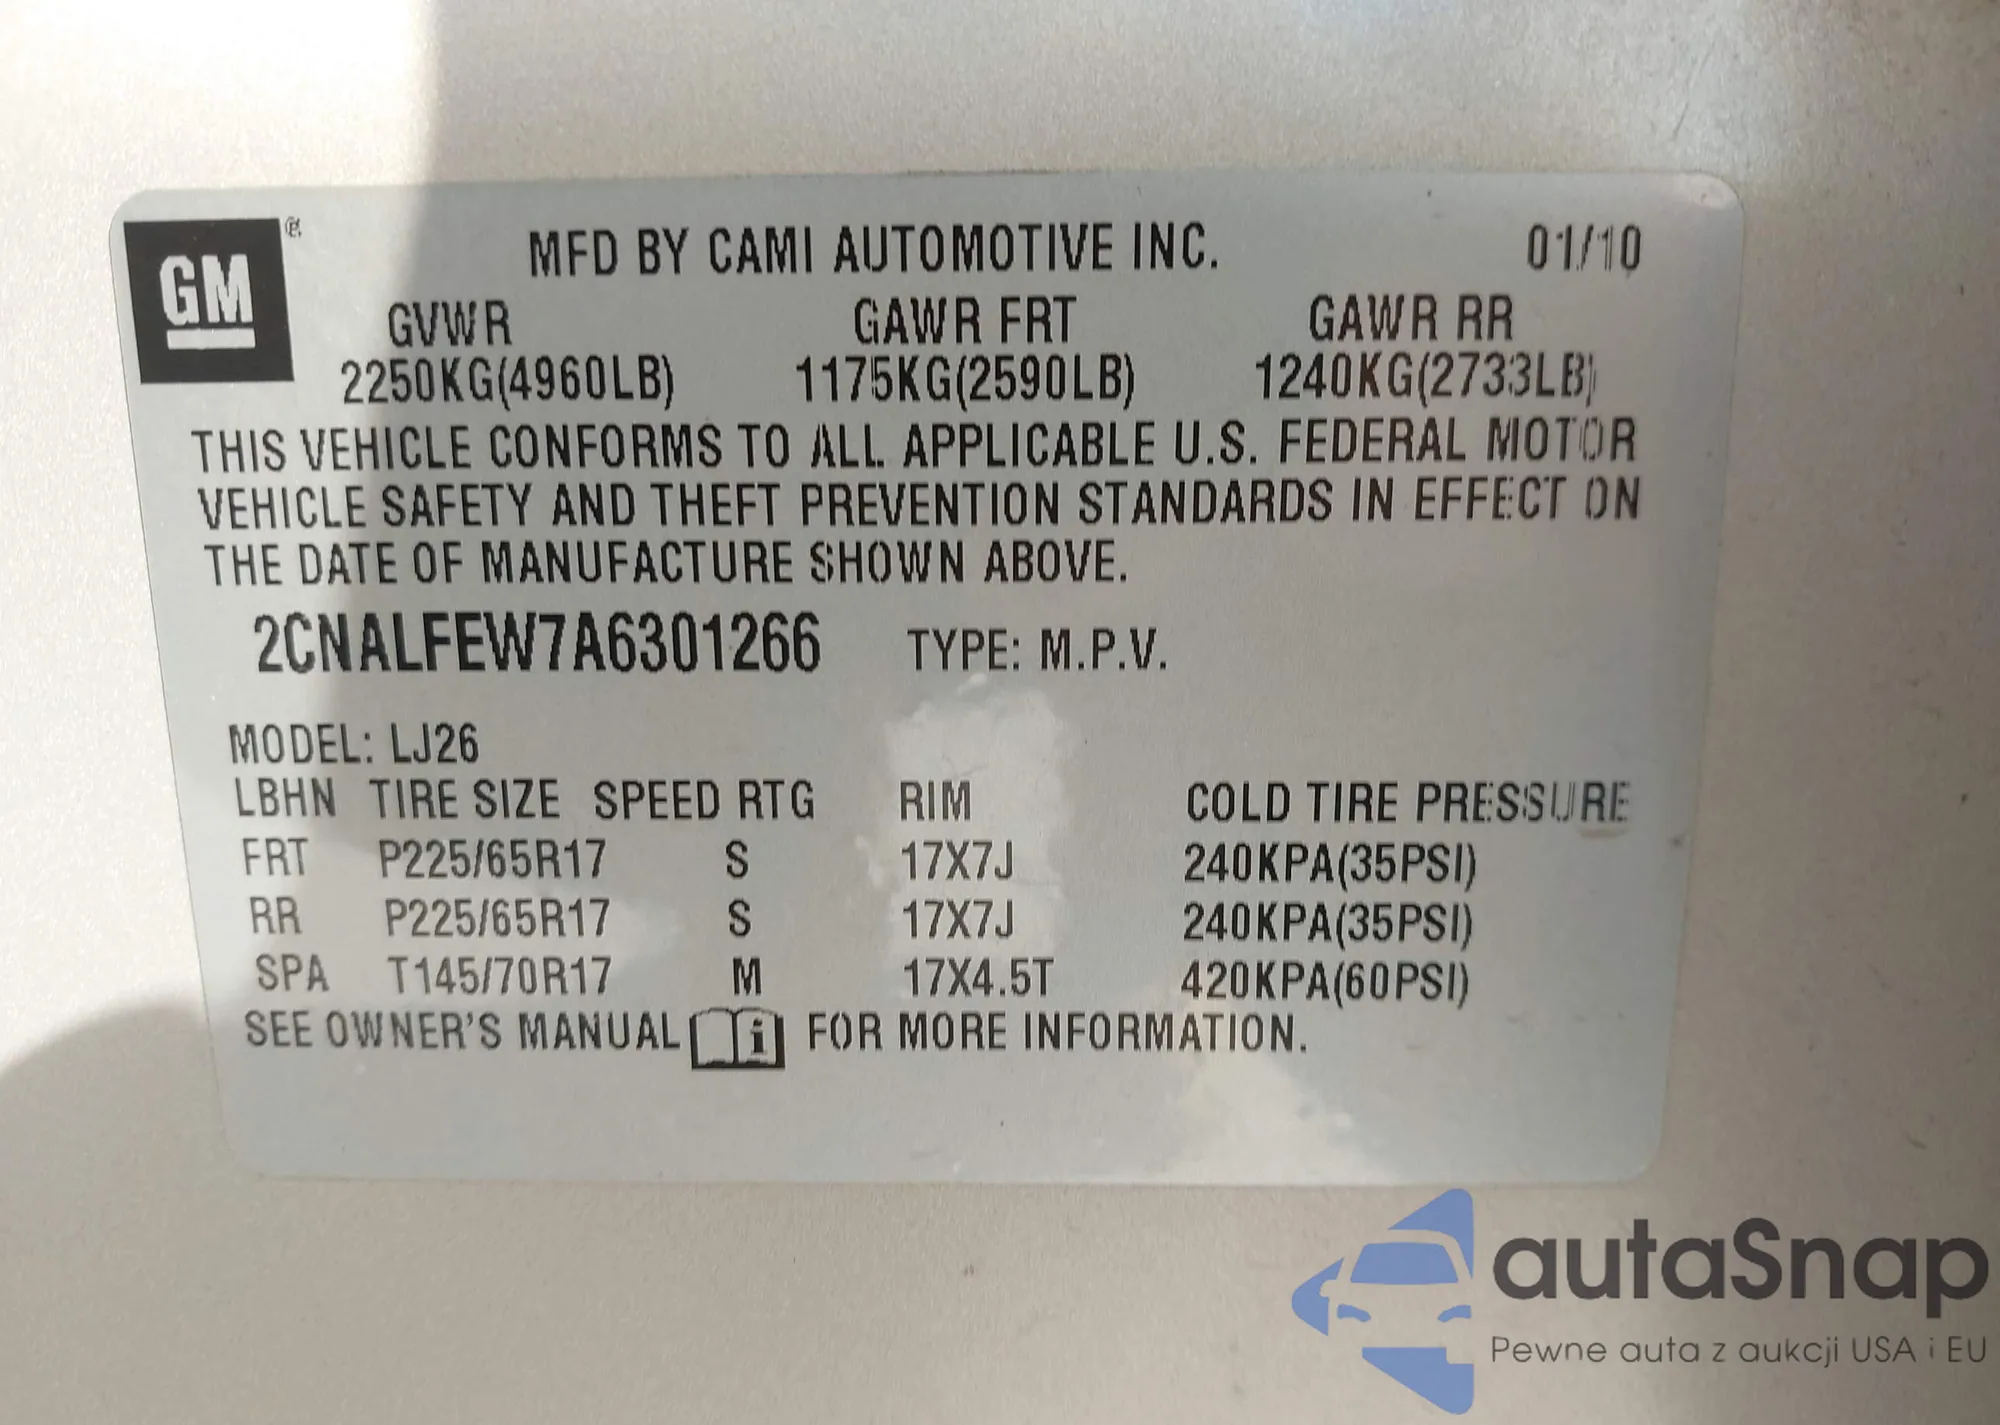 GM ® MFD BY CAMI AUTOMOTIVE INC. 01/10
GVWR GAWR FRT GAWR RR
2250KG(4960LB) 1175KG(2590LB) 1240KG(2733LB)
THIS VEHICLE CONFORMS TO ALL APPLICABLE U.S. FEDERAL MOTOR
VEHICLE SAFETY AND THEFT PREVENTION STANDARDS IN EFFECT ON
THE DATE OF MANUFACTURE SHOWN ABOVE.
2CNALFEW7A6301266 TYPE: M.P.V.
MODEL: LJ26
LBHN TIRE SIZE SPEED RTG RIM COLD TIRE PRESSURE
FRT P225/65R17 S 17X7J 240KPA(35PSI)
RR P225/65R17 S 17X7J 240KPA(35PSI)
SPA T145/70R17 M 17X4.5T 420KPA(60PSI)
SEE OWNER'S MANUAL i FOR MORE INFORMATION.
autaSnap
Pewne auta z aukcji USA i EU